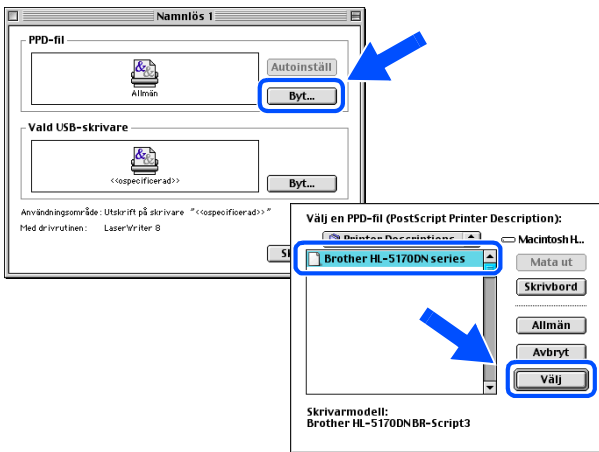 Namnlös 1
PPD-fil
Autoinställ
Allmän
Byt...
Vald USB-skrivare
<<ospecificerad>>
Byt...
Användningsområde: Utskrift på skrivare "<<ospecificerad>>"
Med drivrutinen: LaserWriter 8
Välj en PPD-fil (PostScript Printer Description):
Printer Descriptions
Macintosh H...
Brother HL-5170DN series
Mata ut
Skrivbord
Allmän
Avbryt
Välj
Skrivarmodell:
Brother HL-5170DN BR-Script3